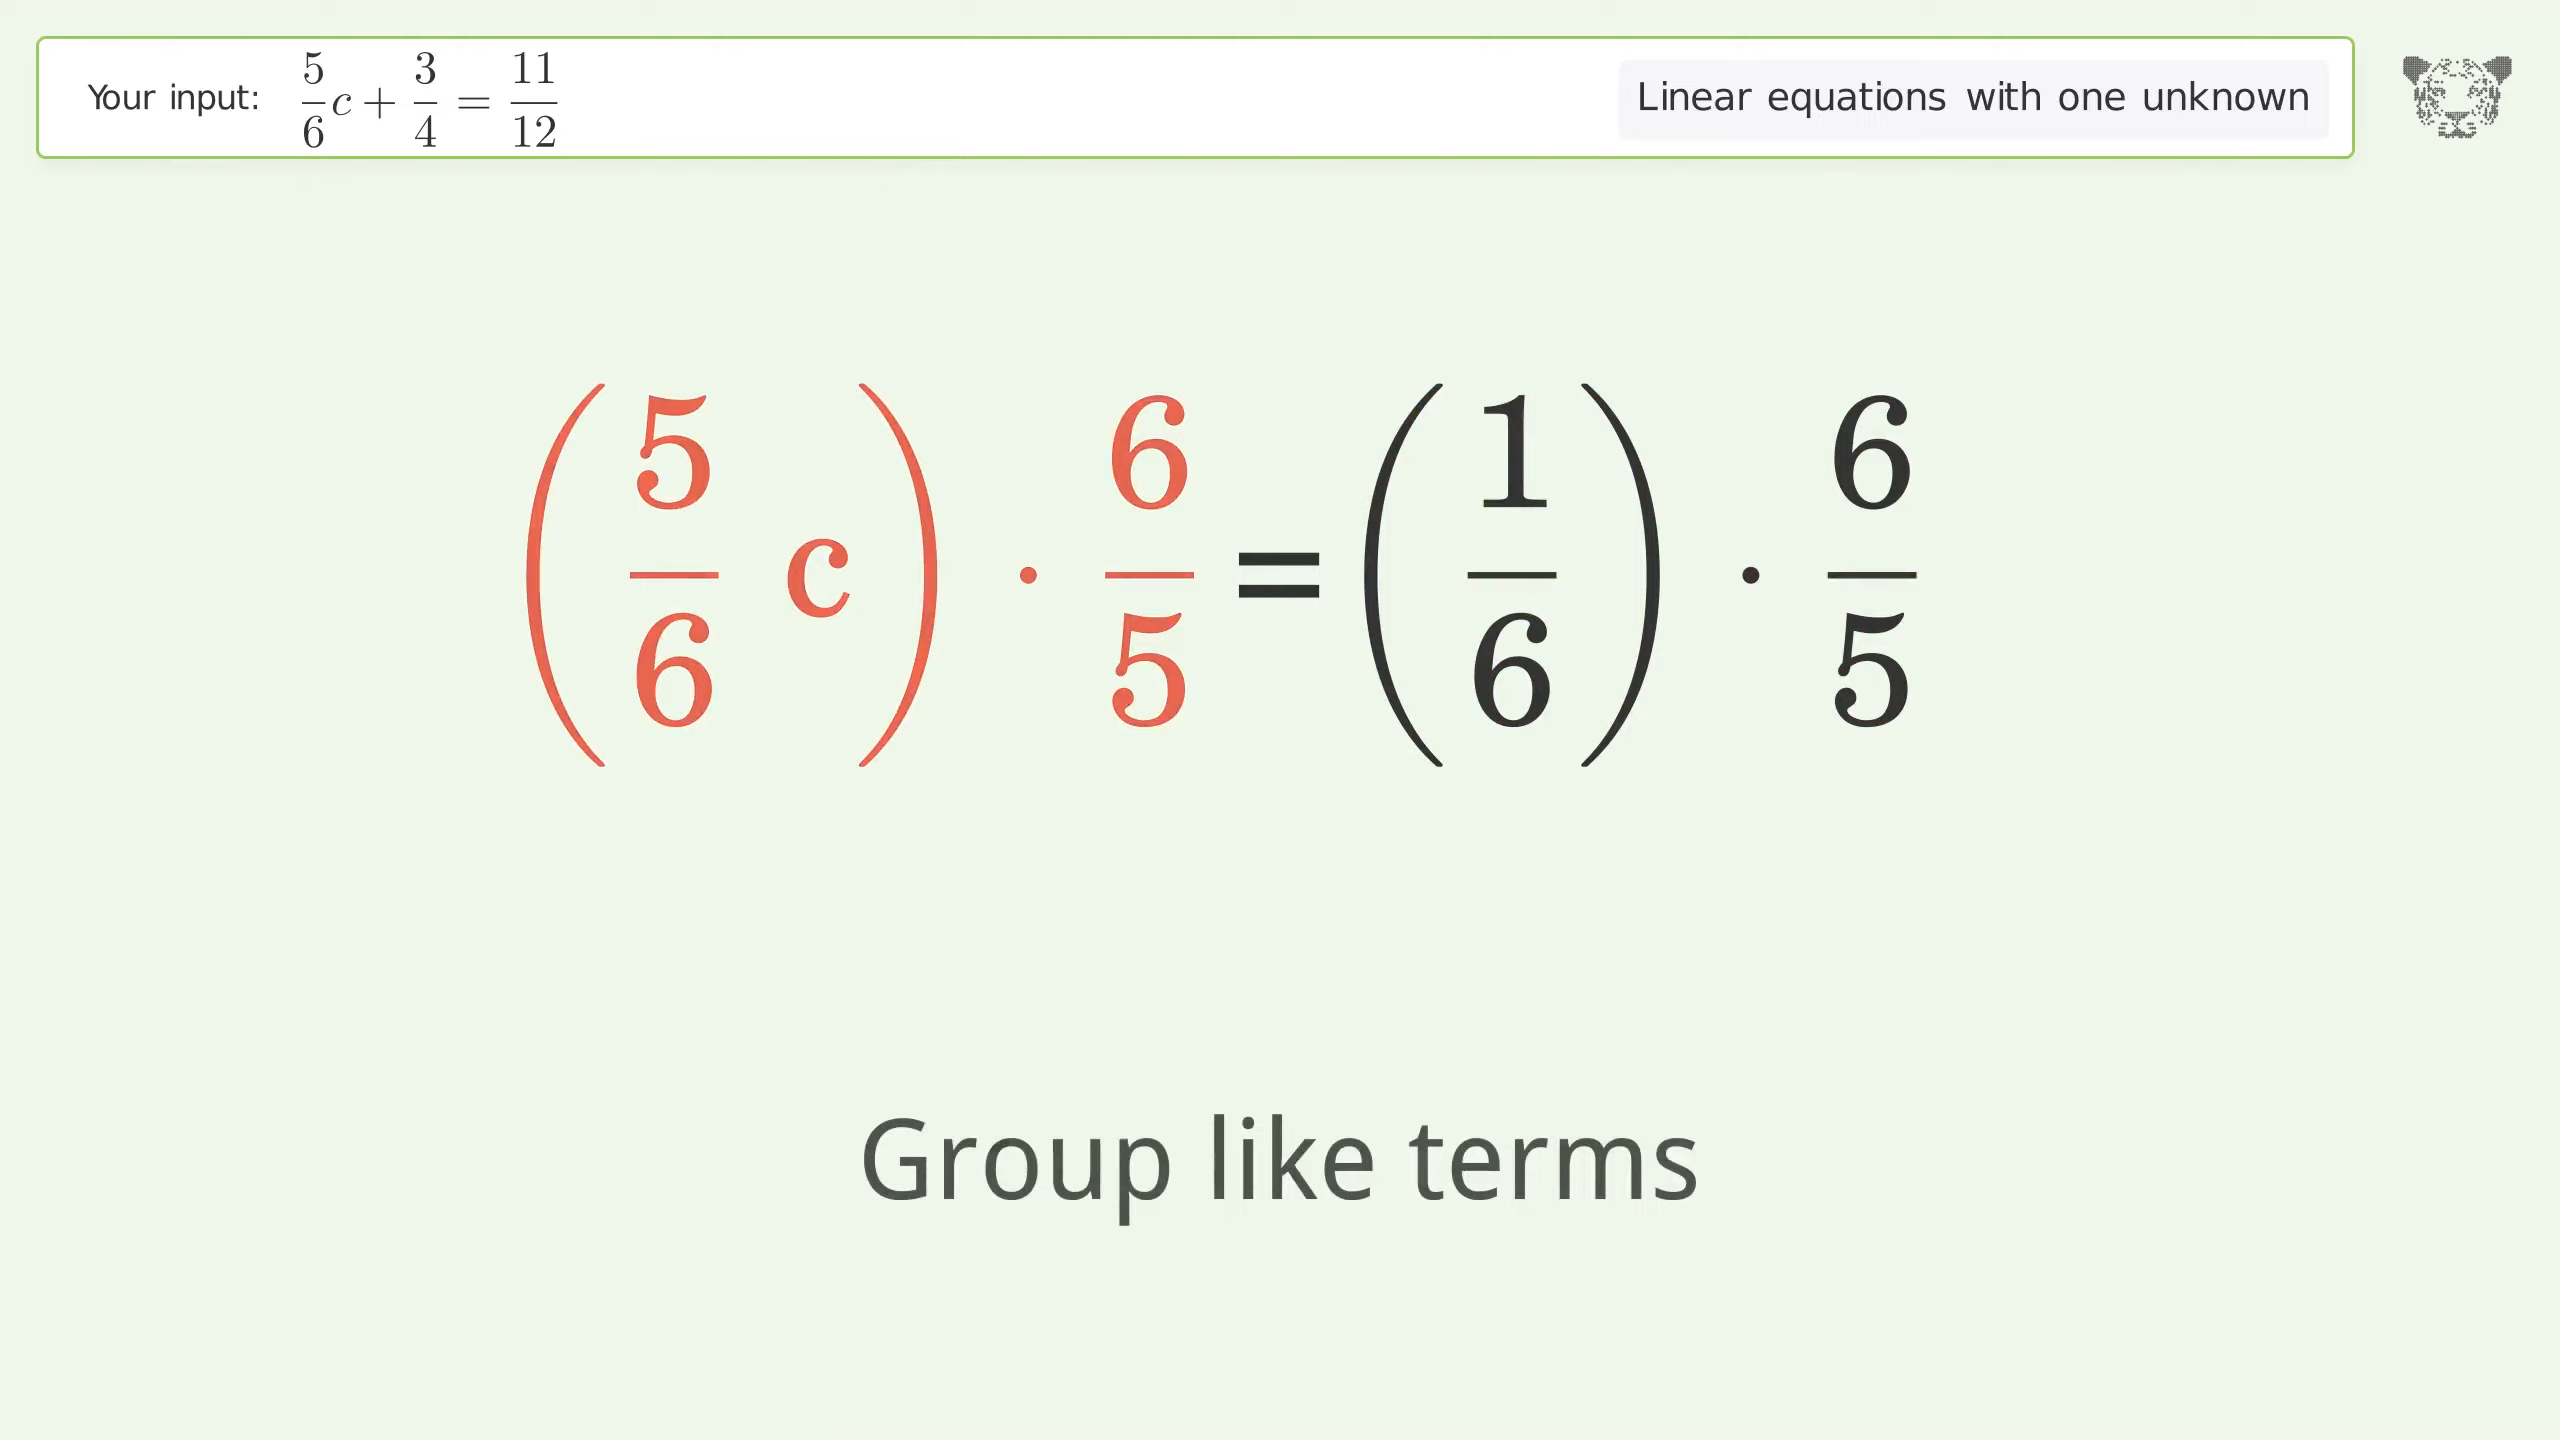 Your input: 5/6 c + 3/4 = 11/12
Linear equations with one unknown
(5/6 c) · 6/5 = (1/6) · 6/5
Group like terms